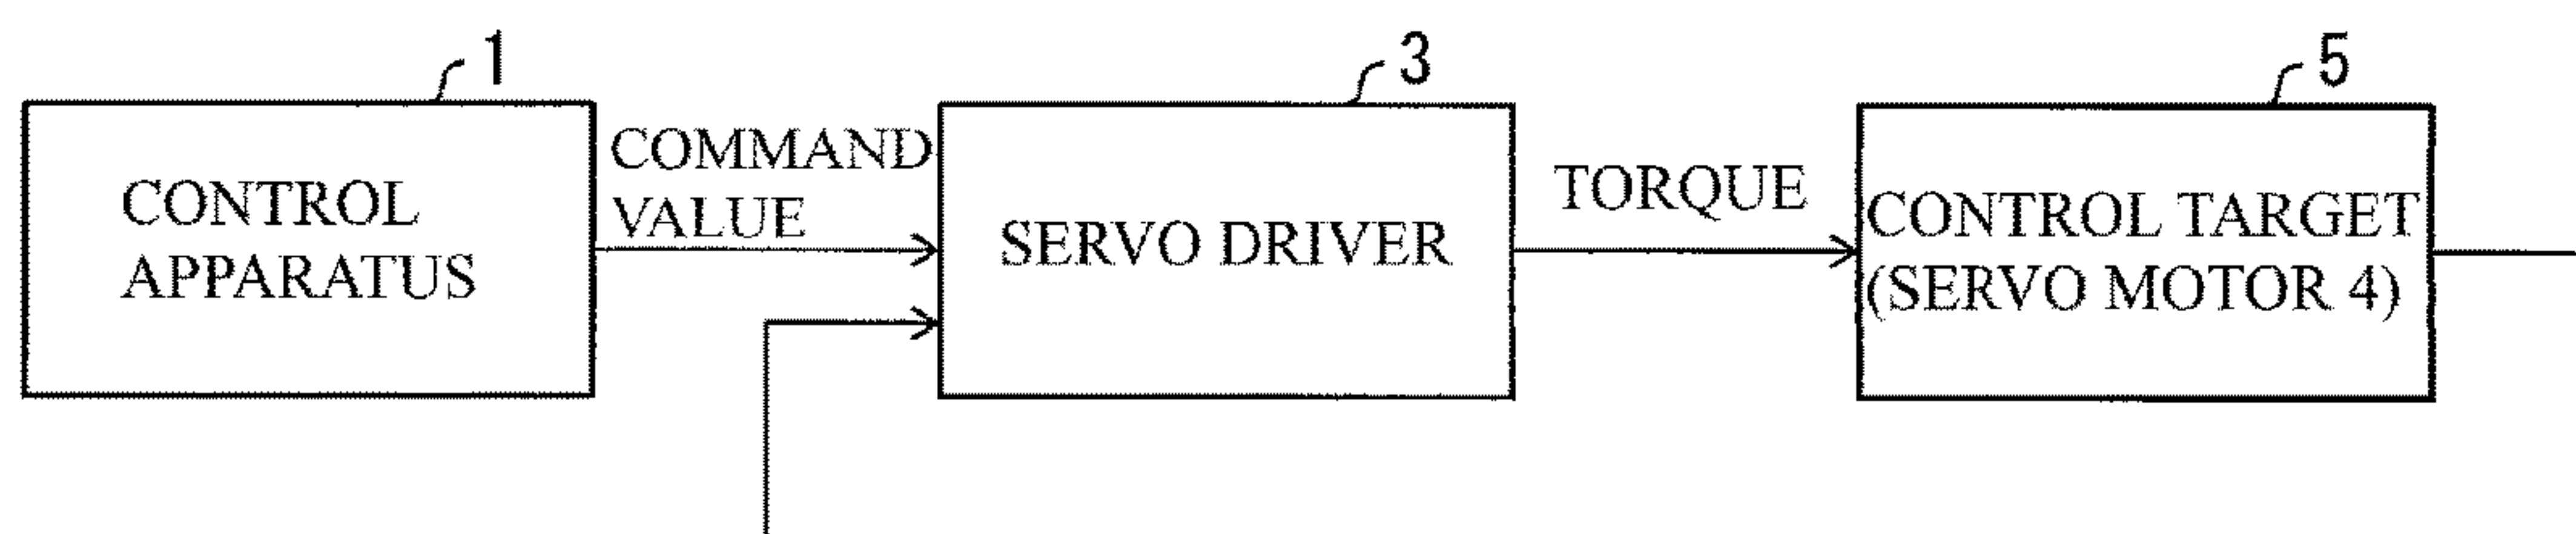 1
3
5
CONTROL
APPARATUS
COMMAND
VALUE
SERVO DRIVER
TORQUE
CONTROL TARGET
(SERVO MOTOR 4)